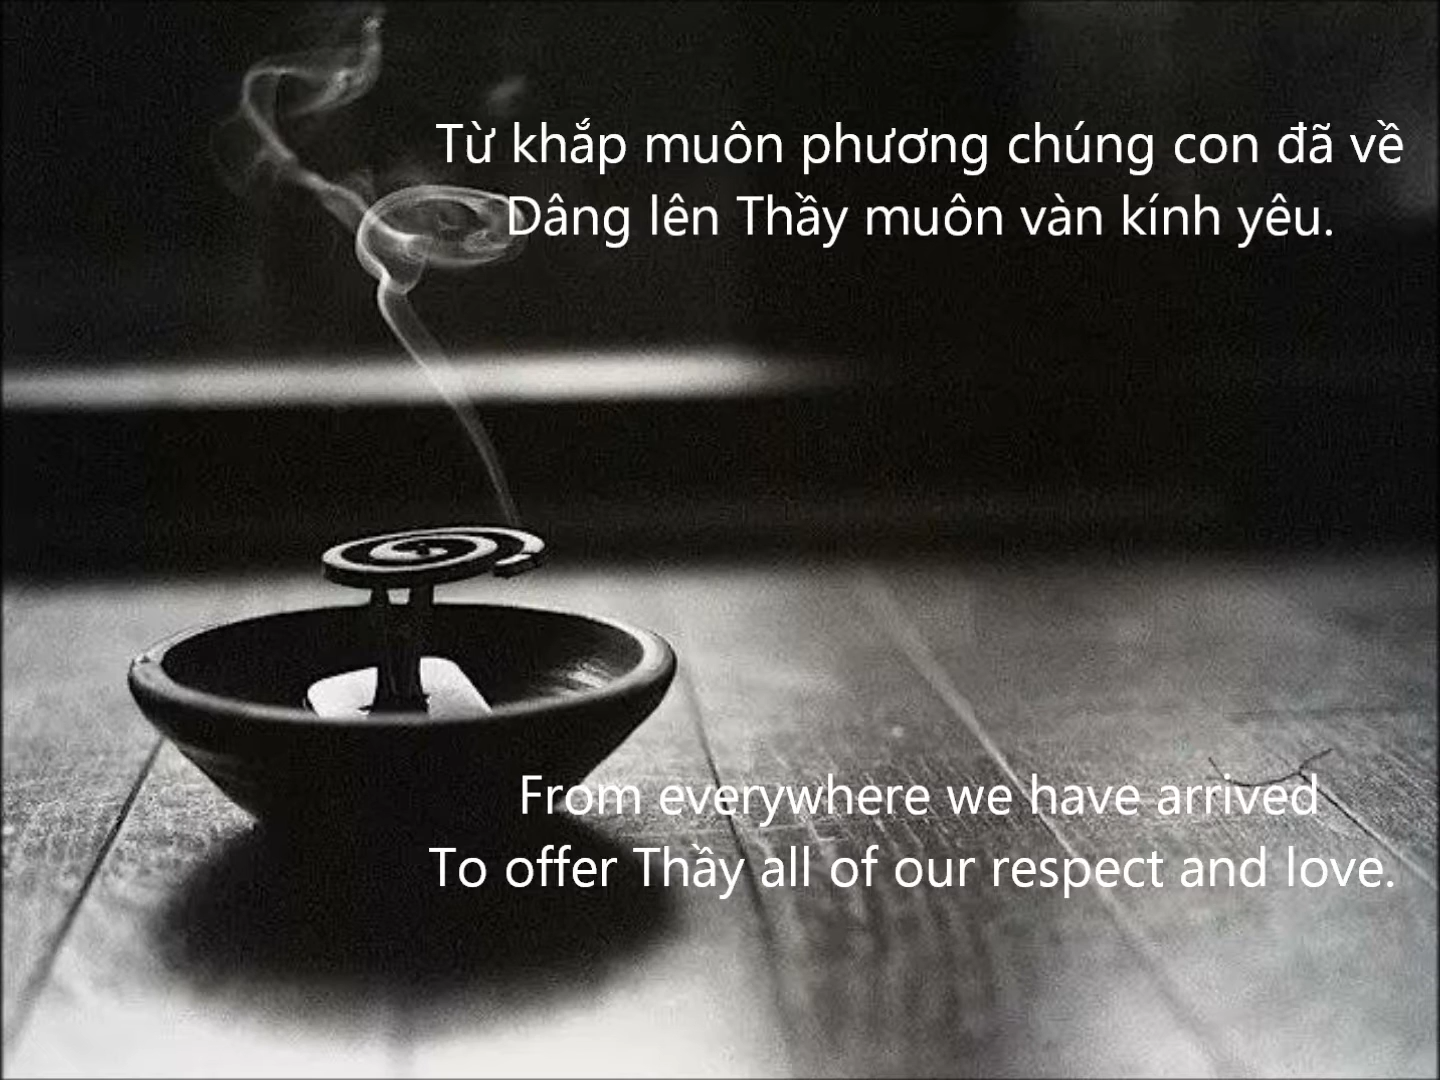 Từ khắp muôn phương chúng con đã về
Dâng lên Thầy muôn vàn kính yêu.
From everywhere we have arrived
To offer Thầy all of our respect and love.